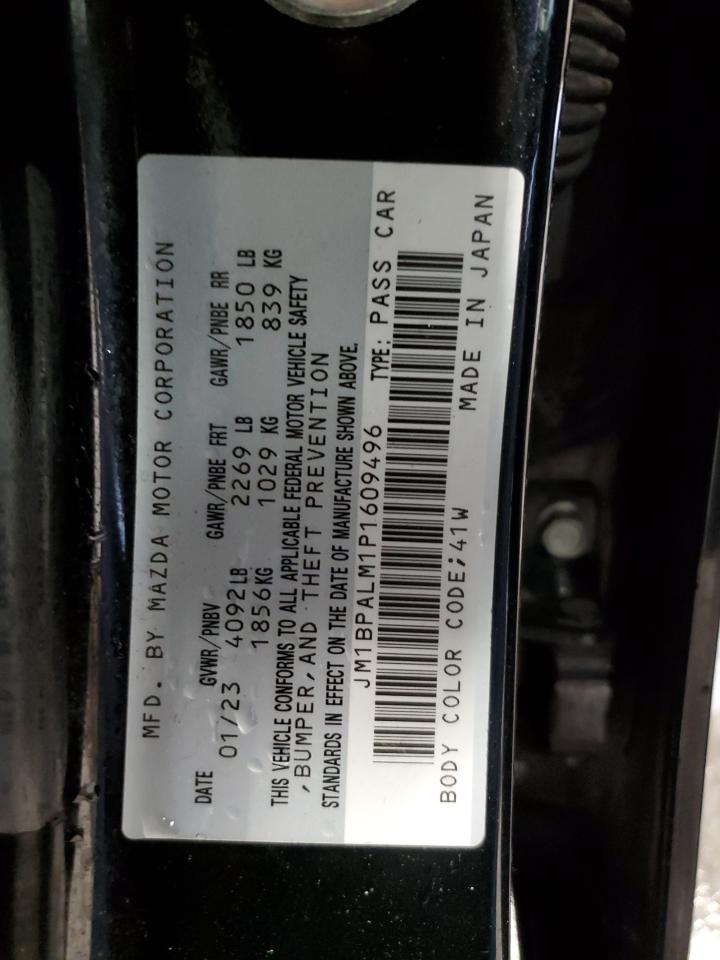 MFD. BY MAZDA MOTOR CORPORATION
DATE GVWR/PNBV GAWR/PNBE FRT GAWR/PNBE RR
01/23 4092LB 2269 LB 1850 LB
1856KG 1029 KG 839 KG
THIS VEHICLE CONFORMS TO ALL APPLICABLE FEDERAL MOTOR VEHICLE SAFETY
,BUMPER,AND THEFT PREVENTION
STANDARDS IN EFFECT ON THE DATE OF MANUFACTURE SHOWN ABOVE.
JM1BPALM1P1609496 TYPE: PASS CAR
BODY COLOR CODE;41W MADE IN JAPAN